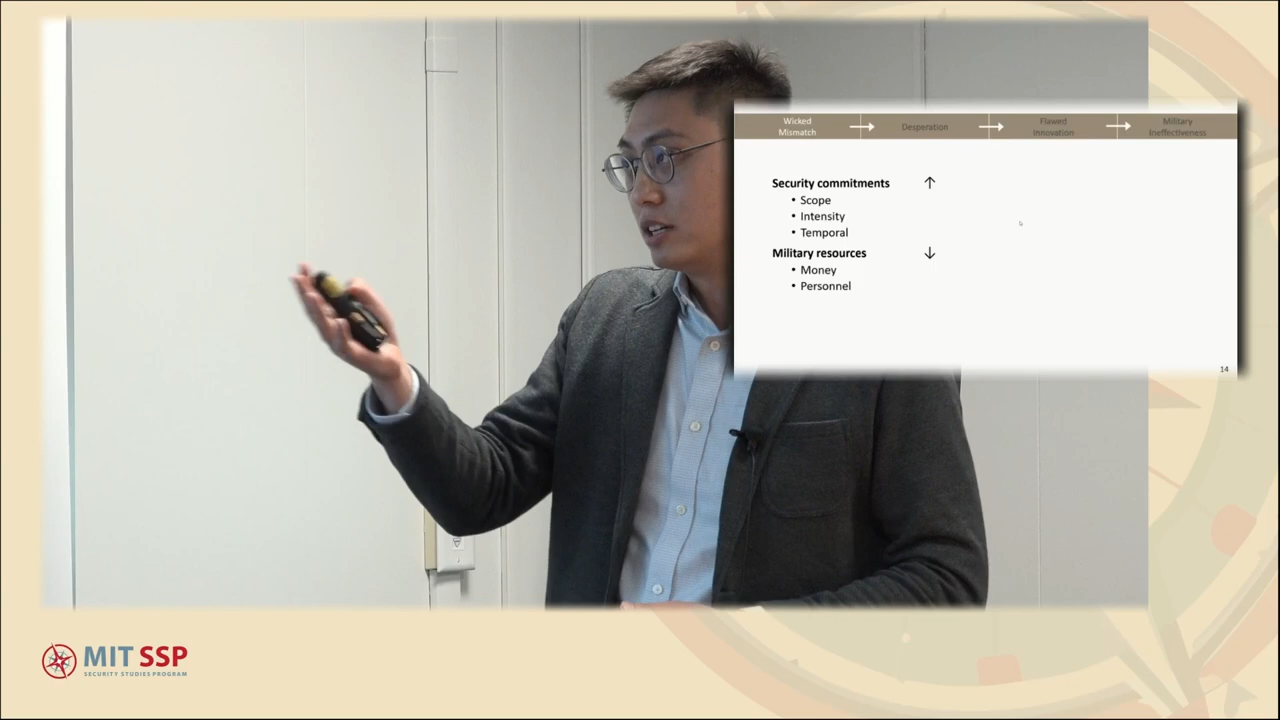 Wicked
Mismatch
→
Desperation
→
Flawed
Innovation
→
Military
Ineffectiveness
Security commitments ↑
• Scope
• Intensity
• Temporal
Military resources ↓
• Money
• Personnel
14
MIT SSP
SECURITY STUDIES PROGRAM